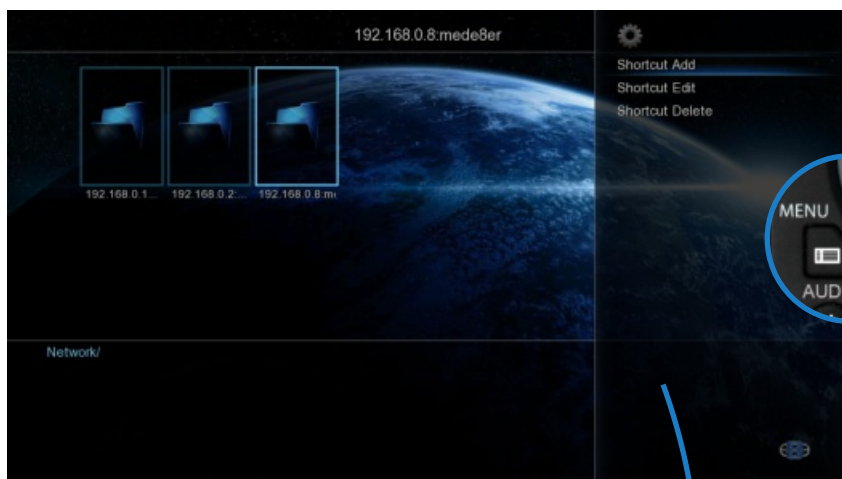 192.168.0.8:mede8er
Shortcut Add
Shortcut Edit
Shortcut Delete
192.168.0.1...
192.168.0.2:...
192.168.0.8:m
MENU
AUD
Network/